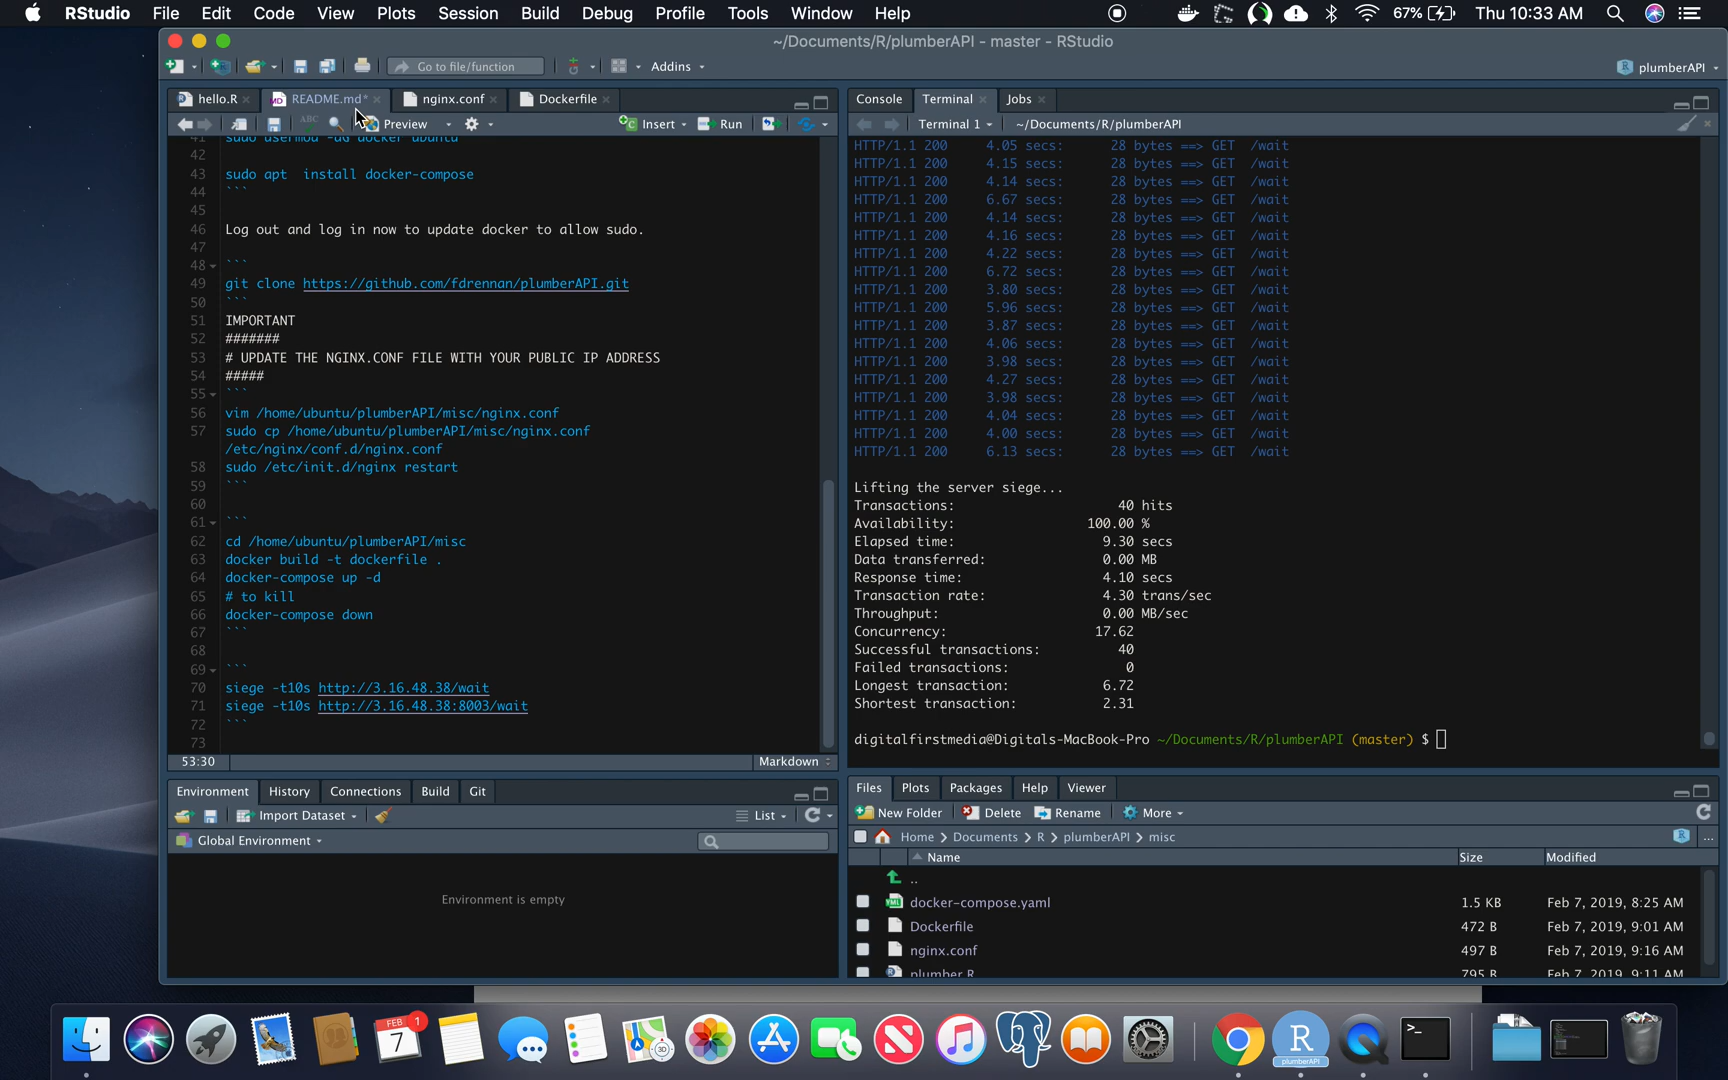 RStudio File Edit Code View Plots Session Build Debug Profile Tools Window Help 67% Thu 10:33 AM
~/Documents/R/plumberAPI - master - RStudio
Go to file/function Addins plumberAPI
hello.R README.md* nginx.conf Dockerfile
ABC Preview Insert Run
41 sudo usermod -aG docker ubuntu
42
43 sudo apt  install docker-compose
44 ```
45
46 Log out and log in now to update docker to allow sudo.
47
48 ```
49 git clone https://github.com/fdrennan/plumberAPI.git
50 ```
51 IMPORTANT
52 #######
53 # UPDATE THE NGINX.CONF FILE WITH YOUR PUBLIC IP ADDRESS
54 #####
55 ```
56 vim /home/ubuntu/plumberAPI/misc/nginx.conf
57 sudo cp /home/ubuntu/plumberAPI/misc/nginx.conf
/etc/nginx/conf.d/nginx.conf
58 sudo /etc/init.d/nginx restart
59 ```
60
61 ```
62 cd /home/ubuntu/plumberAPI/misc
63 docker build -t dockerfile .
64 docker-compose up -d
65 # to kill
66 docker-compose down
67 ```
68
69 ```
70 siege -t10s http://3.16.48.38/wait
71 siege -t10s http://3.16.48.38:8003/wait
72 ```
73
53:30 Markdown
Console Terminal Jobs
Terminal 1 ~/Documents/R/plumberAPI
HTTP/1.1 200 4.05 secs: 28 bytes ==> GET /wait
HTTP/1.1 200 4.15 secs: 28 bytes ==> GET /wait
HTTP/1.1 200 4.14 secs: 28 bytes ==> GET /wait
HTTP/1.1 200 6.67 secs: 28 bytes ==> GET /wait
HTTP/1.1 200 4.14 secs: 28 bytes ==> GET /wait
HTTP/1.1 200 4.16 secs: 28 bytes ==> GET /wait
HTTP/1.1 200 4.22 secs: 28 bytes ==> GET /wait
HTTP/1.1 200 6.72 secs: 28 bytes ==> GET /wait
HTTP/1.1 200 3.80 secs: 28 bytes ==> GET /wait
HTTP/1.1 200 5.96 secs: 28 bytes ==> GET /wait
HTTP/1.1 200 3.87 secs: 28 bytes ==> GET /wait
HTTP/1.1 200 4.06 secs: 28 bytes ==> GET /wait
HTTP/1.1 200 3.98 secs: 28 bytes ==> GET /wait
HTTP/1.1 200 4.27 secs: 28 bytes ==> GET /wait
HTTP/1.1 200 3.98 secs: 28 bytes ==> GET /wait
HTTP/1.1 200 4.04 secs: 28 bytes ==> GET /wait
HTTP/1.1 200 4.00 secs: 28 bytes ==> GET /wait
HTTP/1.1 200 6.13 secs: 28 bytes ==> GET /wait
Lifting the server siege...
Transactions: 40 hits
Availability: 100.00 %
Elapsed time: 9.30 secs
Data transferred: 0.00 MB
Response time: 4.10 secs
Transaction rate: 4.30 trans/sec
Throughput: 0.00 MB/sec
Concurrency: 17.62
Successful transactions: 40
Failed transactions: 0
Longest transaction: 6.72
Shortest transaction: 2.31
digitalfirstmedia@Digitals-MacBook-Pro ~/Documents/R/plumberAPI (master) $
Environment History Connections Build Git
Import Dataset List
Global Environment
Environment is empty
Files Plots Packages Help Viewer
New Folder Delete Rename More
Home Documents R plumberAPI misc ...
Name Size Modified
..
docker-compose.yaml 1.5 KB Feb 7, 2019, 8:25 AM
Dockerfile 472 B Feb 7, 2019, 9:01 AM
nginx.conf 497 B Feb 7, 2019, 9:16 AM
plumber.R 795 B Feb 7, 2019, 9:11 AM
FEB 7 1
3D
R
plumberAPI
>_